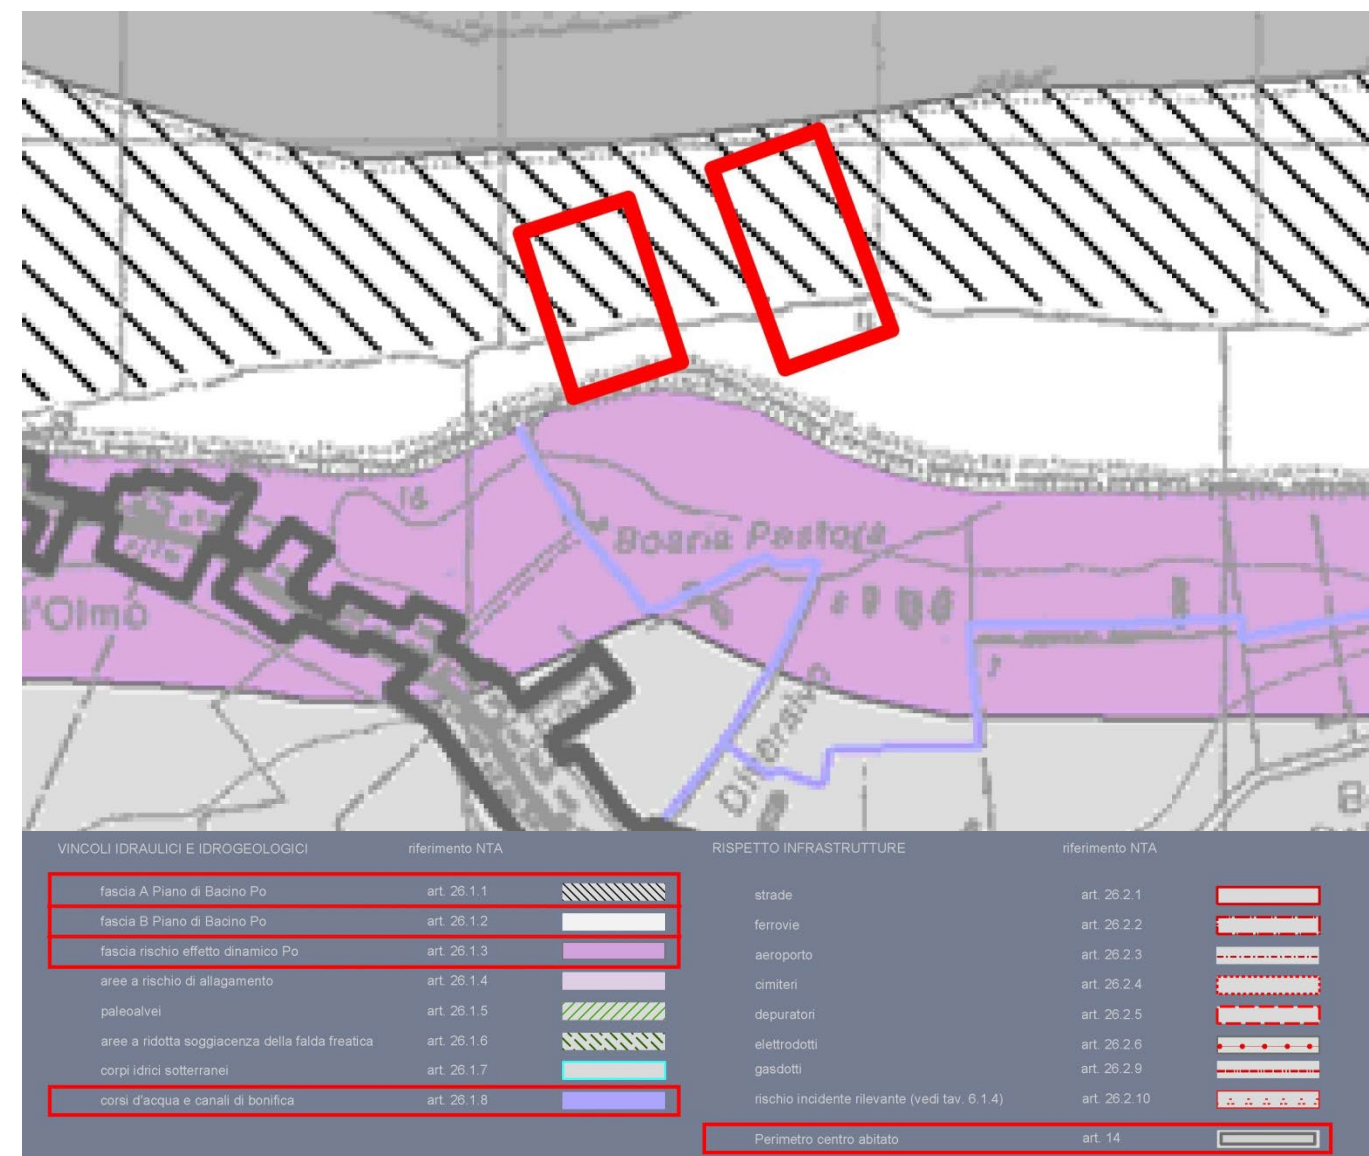 16
Boaria Pastora
l'Olmo
VINCOLI IDRAULICI E IDROGEOLOGICI riferimento NTA
fascia A Piano di Bacino Po art. 26.1.1
fascia B Piano di Bacino Po art. 26.1.2
fascia rischio effetto dinamico Po art. 26.1.3
aree a rischio di allagamento art. 26.1.4
paleoalvei art. 26.1.5
aree a ridotta soggiacenza della falda freatica art. 26.1.6
corpi idrici sotterranei art. 26.1.7
corsi d'acqua e canali di bonifica art. 26.1.8
RISPETTO INFRASTRUTTURE riferimento NTA
strade art. 26.2.1
ferrovie art. 26.2.2
aeroporto art. 26.2.3
cimiteri art. 26.2.4
depuratori art. 26.2.5
elettrodotti art. 26.2.6
gasdotti art. 26.2.9
rischio incidente rilevante (vedi tav. 6.1.4) art. 26.2.10
Perimetro centro abitato art. 14